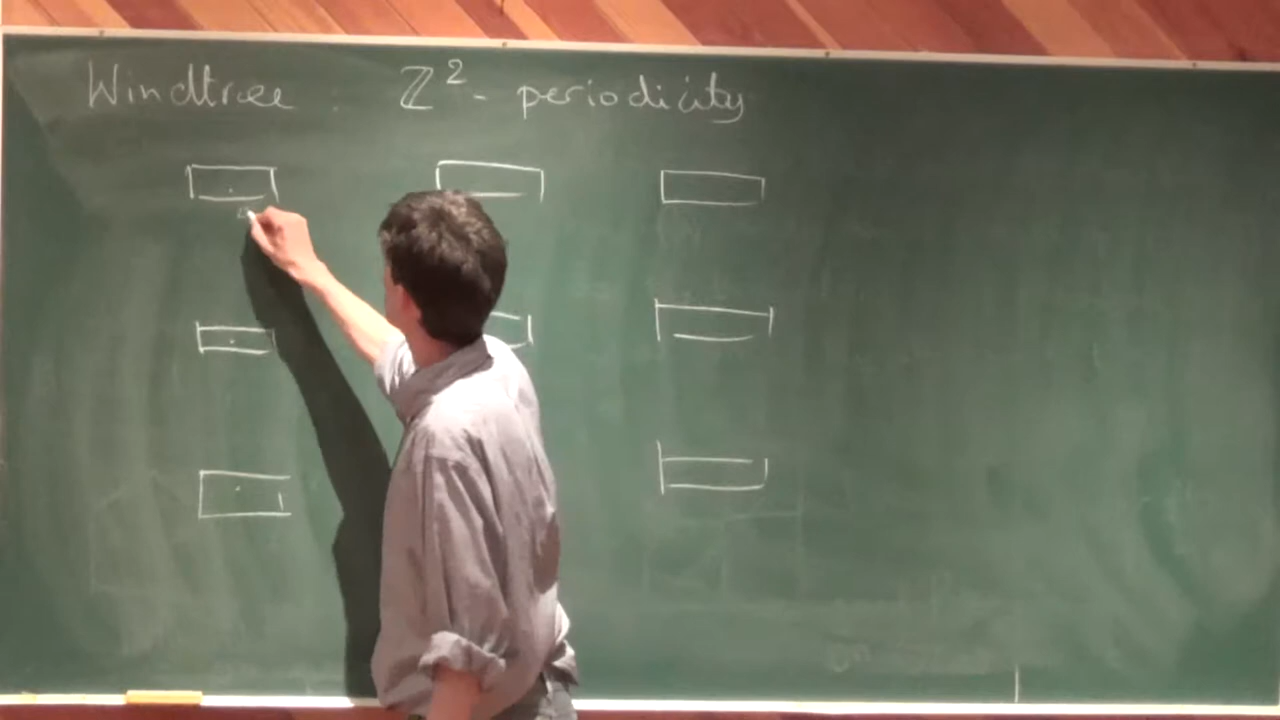 Windtree : ℤ² - periodicity